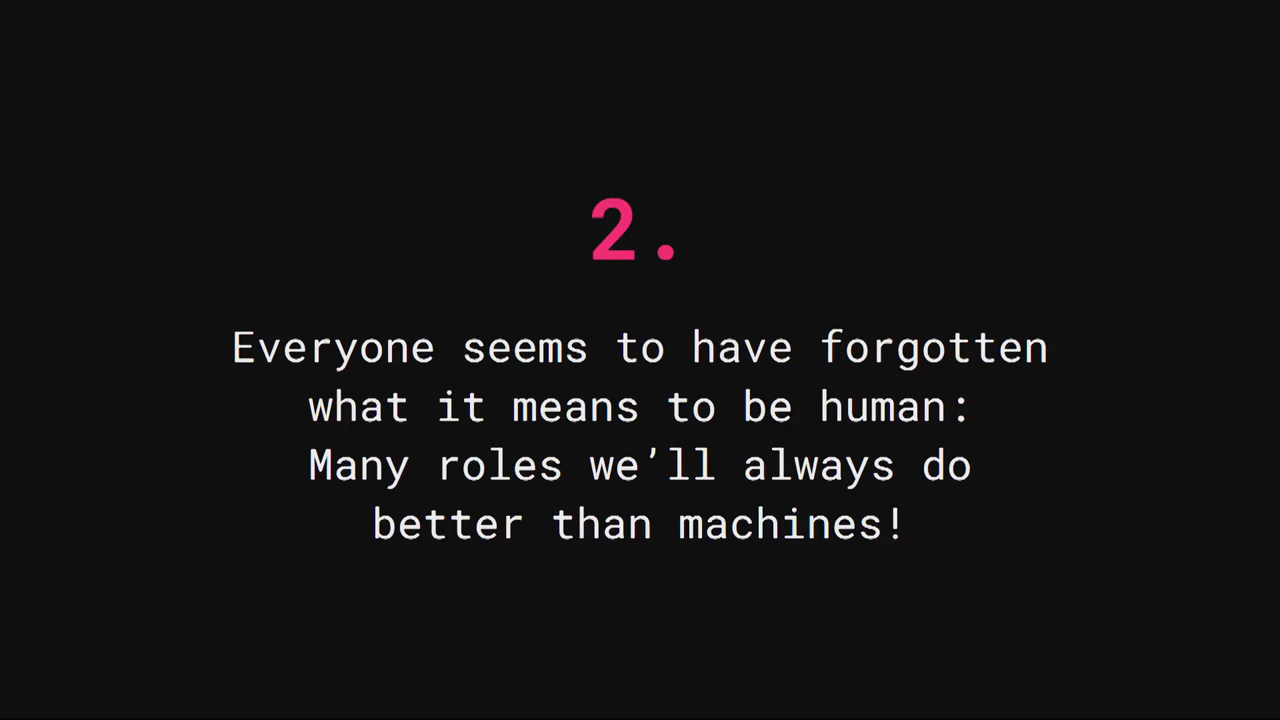 2.
Everyone seems to have forgotten
what it means to be human:
Many roles we’ll always do
better than machines!